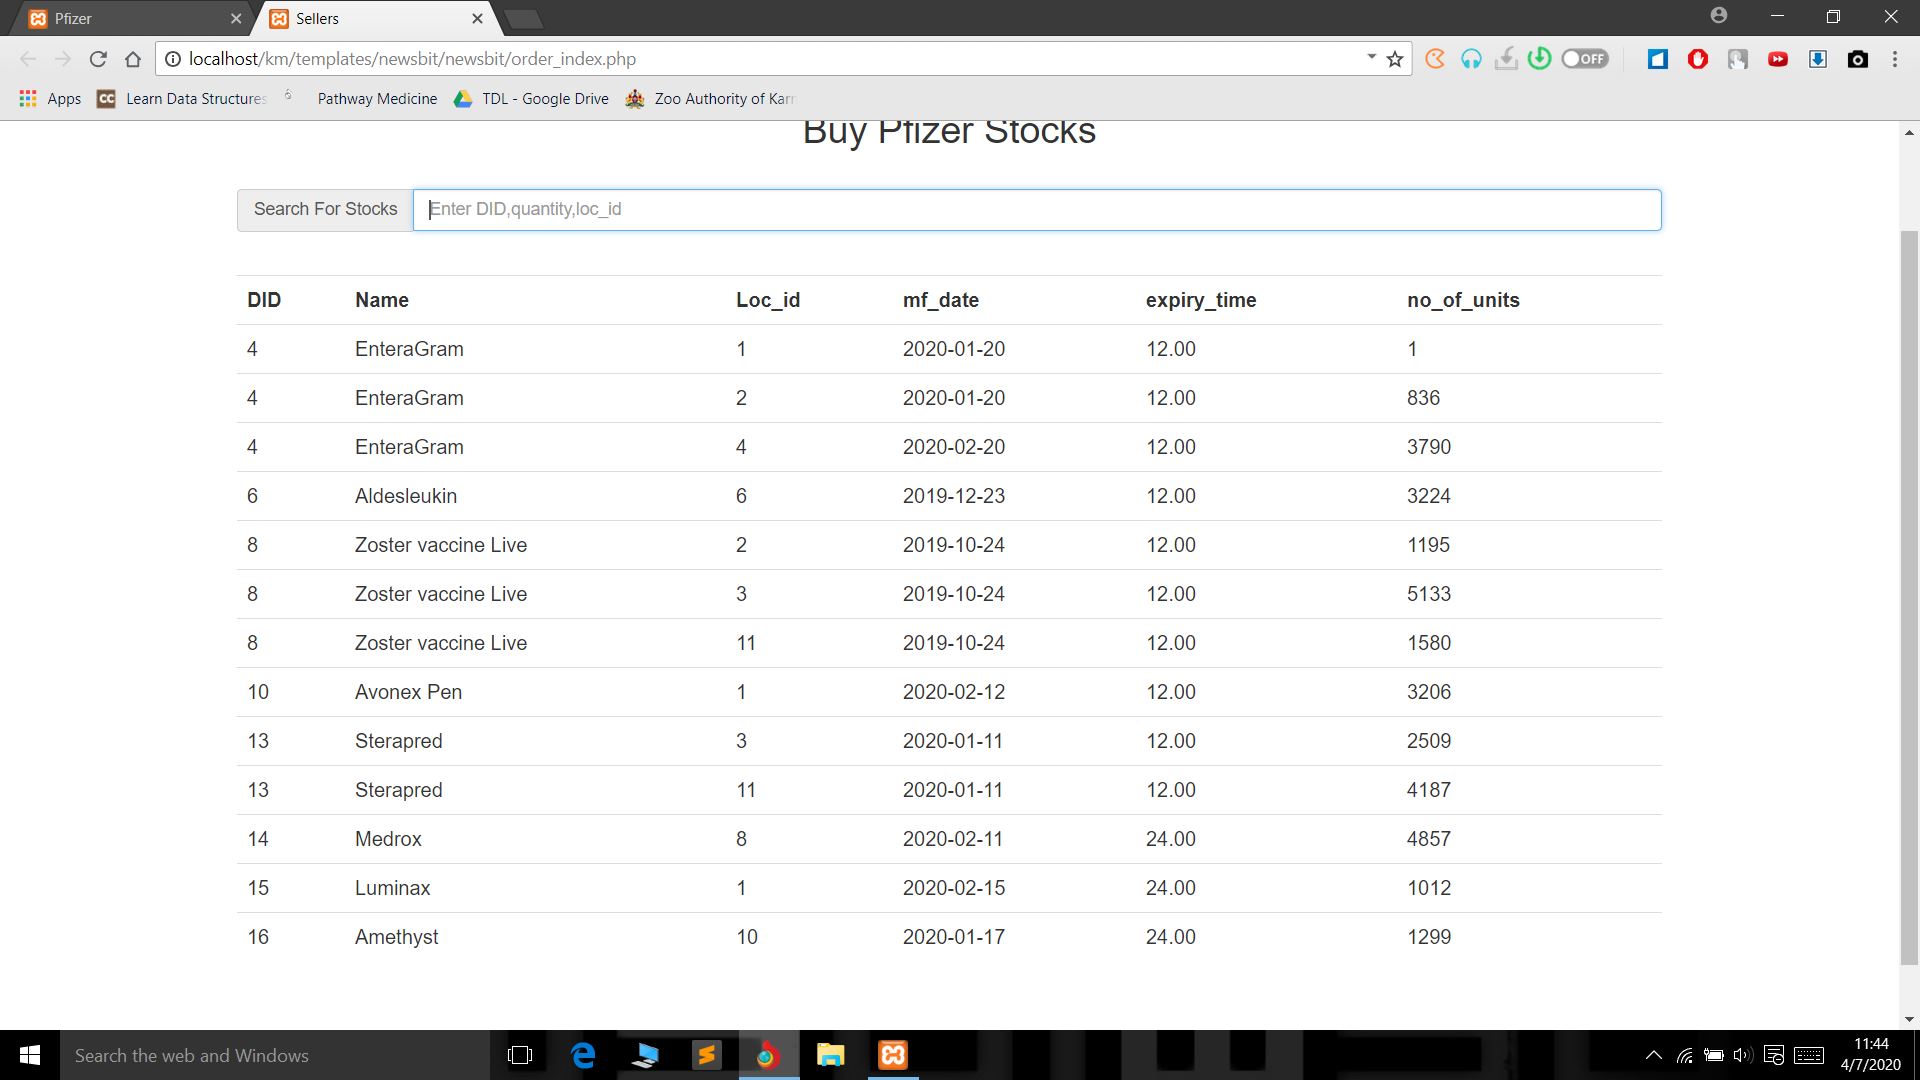 Pfizer
Sellers
localhost/km/templates/newsbit/newsbit/order_index.php
OFF
Apps
CC Learn Data Structures
Pathway Medicine
TDL - Google Drive
Zoo Authority of Karn
Buy Pfizer Stocks
Search For Stocks Enter DID,quantity,loc_id
DID Name Loc_id mf_date expiry_time no_of_units
4 EnteraGram 1 2020-01-20 12.00 1
4 EnteraGram 2 2020-01-20 12.00 836
4 EnteraGram 4 2020-02-20 12.00 3790
6 Aldesleukin 6 2019-12-23 12.00 3224
8 Zoster vaccine Live 2 2019-10-24 12.00 1195
8 Zoster vaccine Live 3 2019-10-24 12.00 5133
8 Zoster vaccine Live 11 2019-10-24 12.00 1580
10 Avonex Pen 1 2020-02-12 12.00 3206
13 Sterapred 3 2020-01-11 12.00 2509
13 Sterapred 11 2020-01-11 12.00 4187
14 Medrox 8 2020-02-11 24.00 4857
15 Luminax 1 2020-02-15 24.00 1012
16 Amethyst 10 2020-01-17 24.00 1299
Search the web and Windows
11:44
4/7/2020